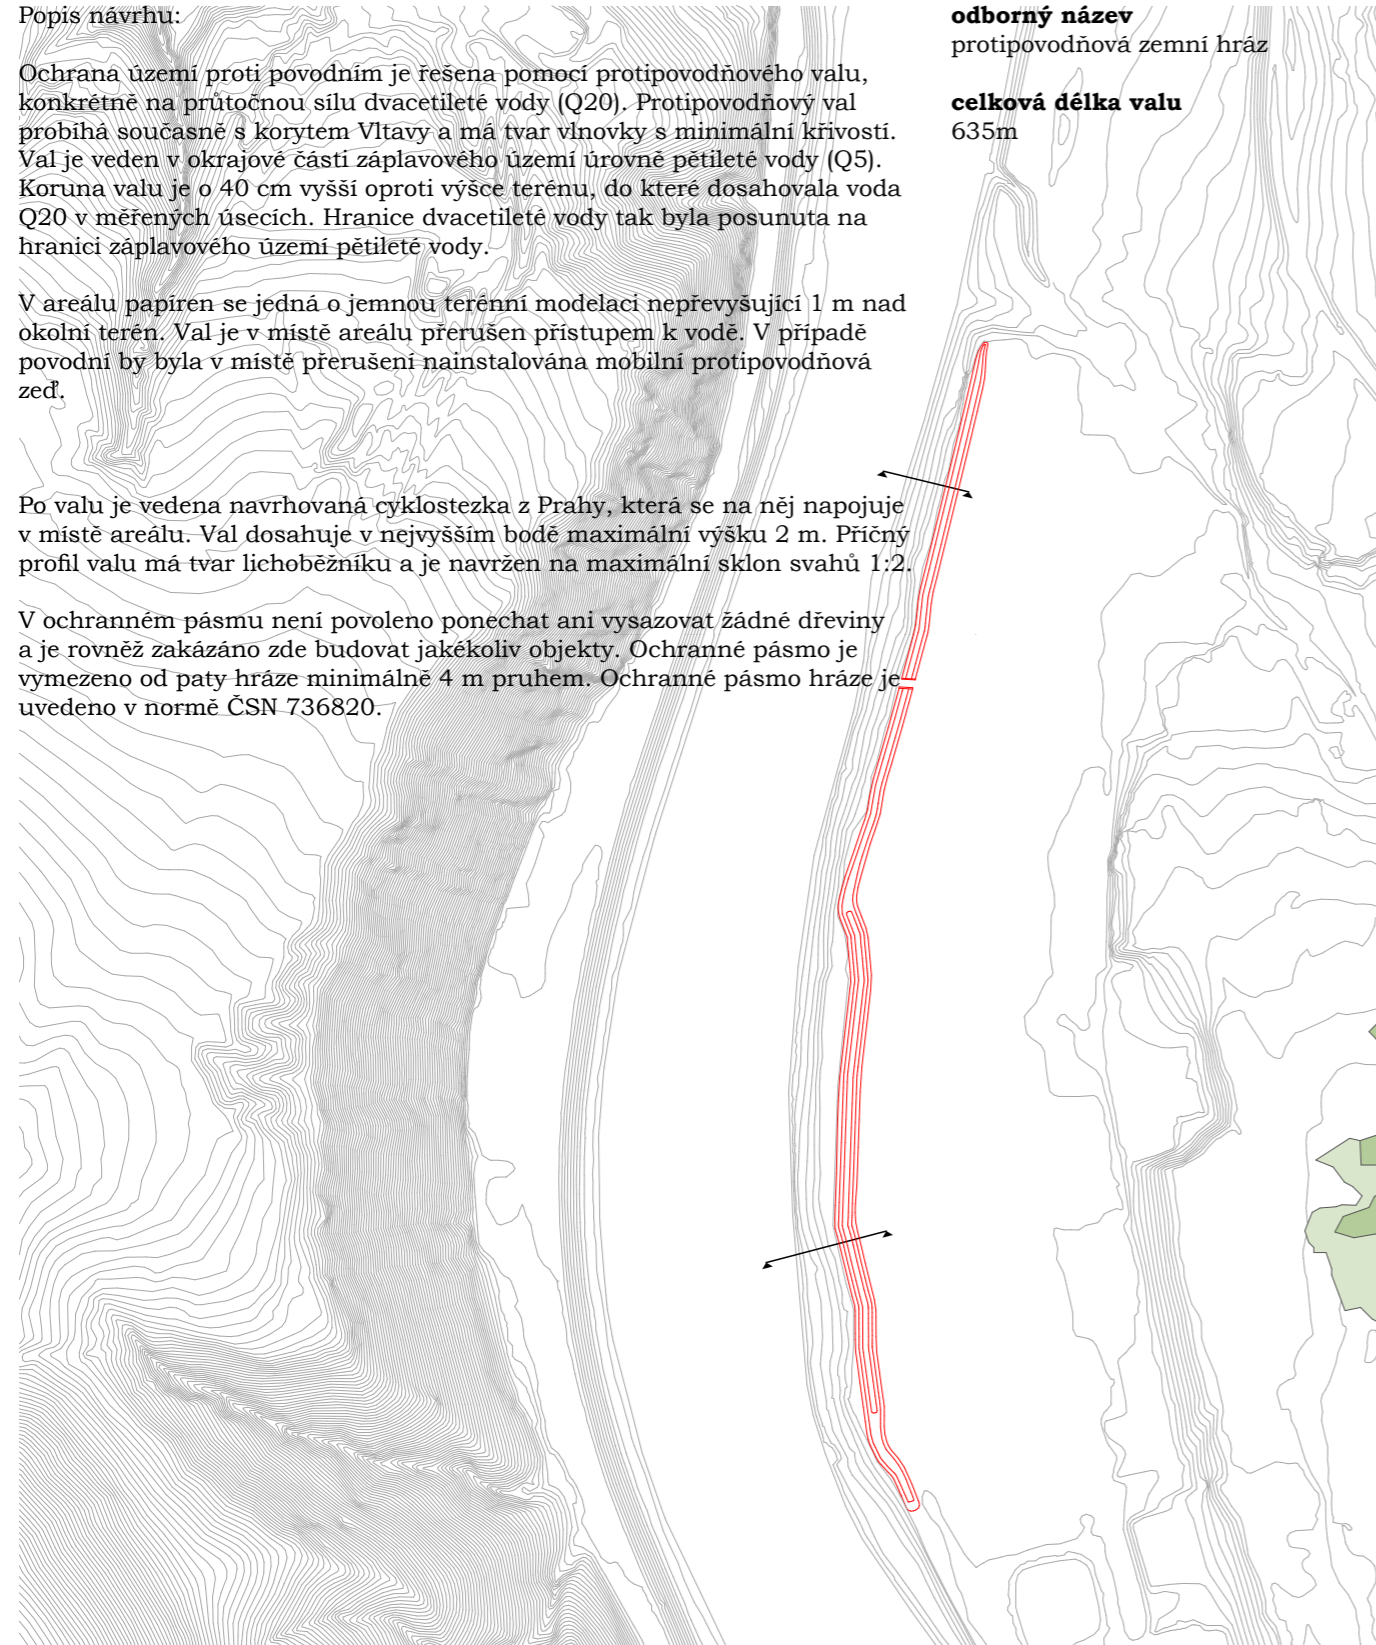 Popis návrhu:
Ochrana území proti povodním je řešena pomocí protipovodňového valu,
konkrétně na průtočnou sílu dvacetileté vody (Q20). Protipovodňový val
probíhá současně s korytem Vltavy a má tvar vlnovky s minimální křivostí.
Val je veden v okrajové části záplavového území úrovně pětileté vody (Q5).
Koruna valu je o 40 cm vyšší oproti výšce terénu, do které dosahovala voda
Q20 v měřených úsecích. Hranice dvacetileté vody tak byla posunuta na
hranici záplavového území pětileté vody.
V areálu papíren se jedná o jemnou terénní modelaci nepřevyšující 1 m nad
okolní terén. Val je v místě areálu přerušen přístupem k vodě. V případě
povodní by byla v místě přerušení nainstalována mobilní protipovodňová
zeď.
Po valu je vedena navrhovaná cyklostezka z Prahy, která se na něj napojuje
v místě areálu. Val dosahuje v nejvyšším bodě maximální výšku 2 m. Příčný
profil valu má tvar lichoběžníku a je navržen na maximální sklon svahů 1:2.
V ochranném pásmu není povoleno ponechat ani vysazovat žádné dřeviny
a je rovněž zakázáno zde budovat jakékoliv objekty. Ochranné pásmo je
vymezeno od paty hráze minimálně 4 m pruhem. Ochranné pásmo hráze je
uvedeno v normě ČSN 736820.
odborný název
protipovodňová zemní hráz
celková délka valu
635m